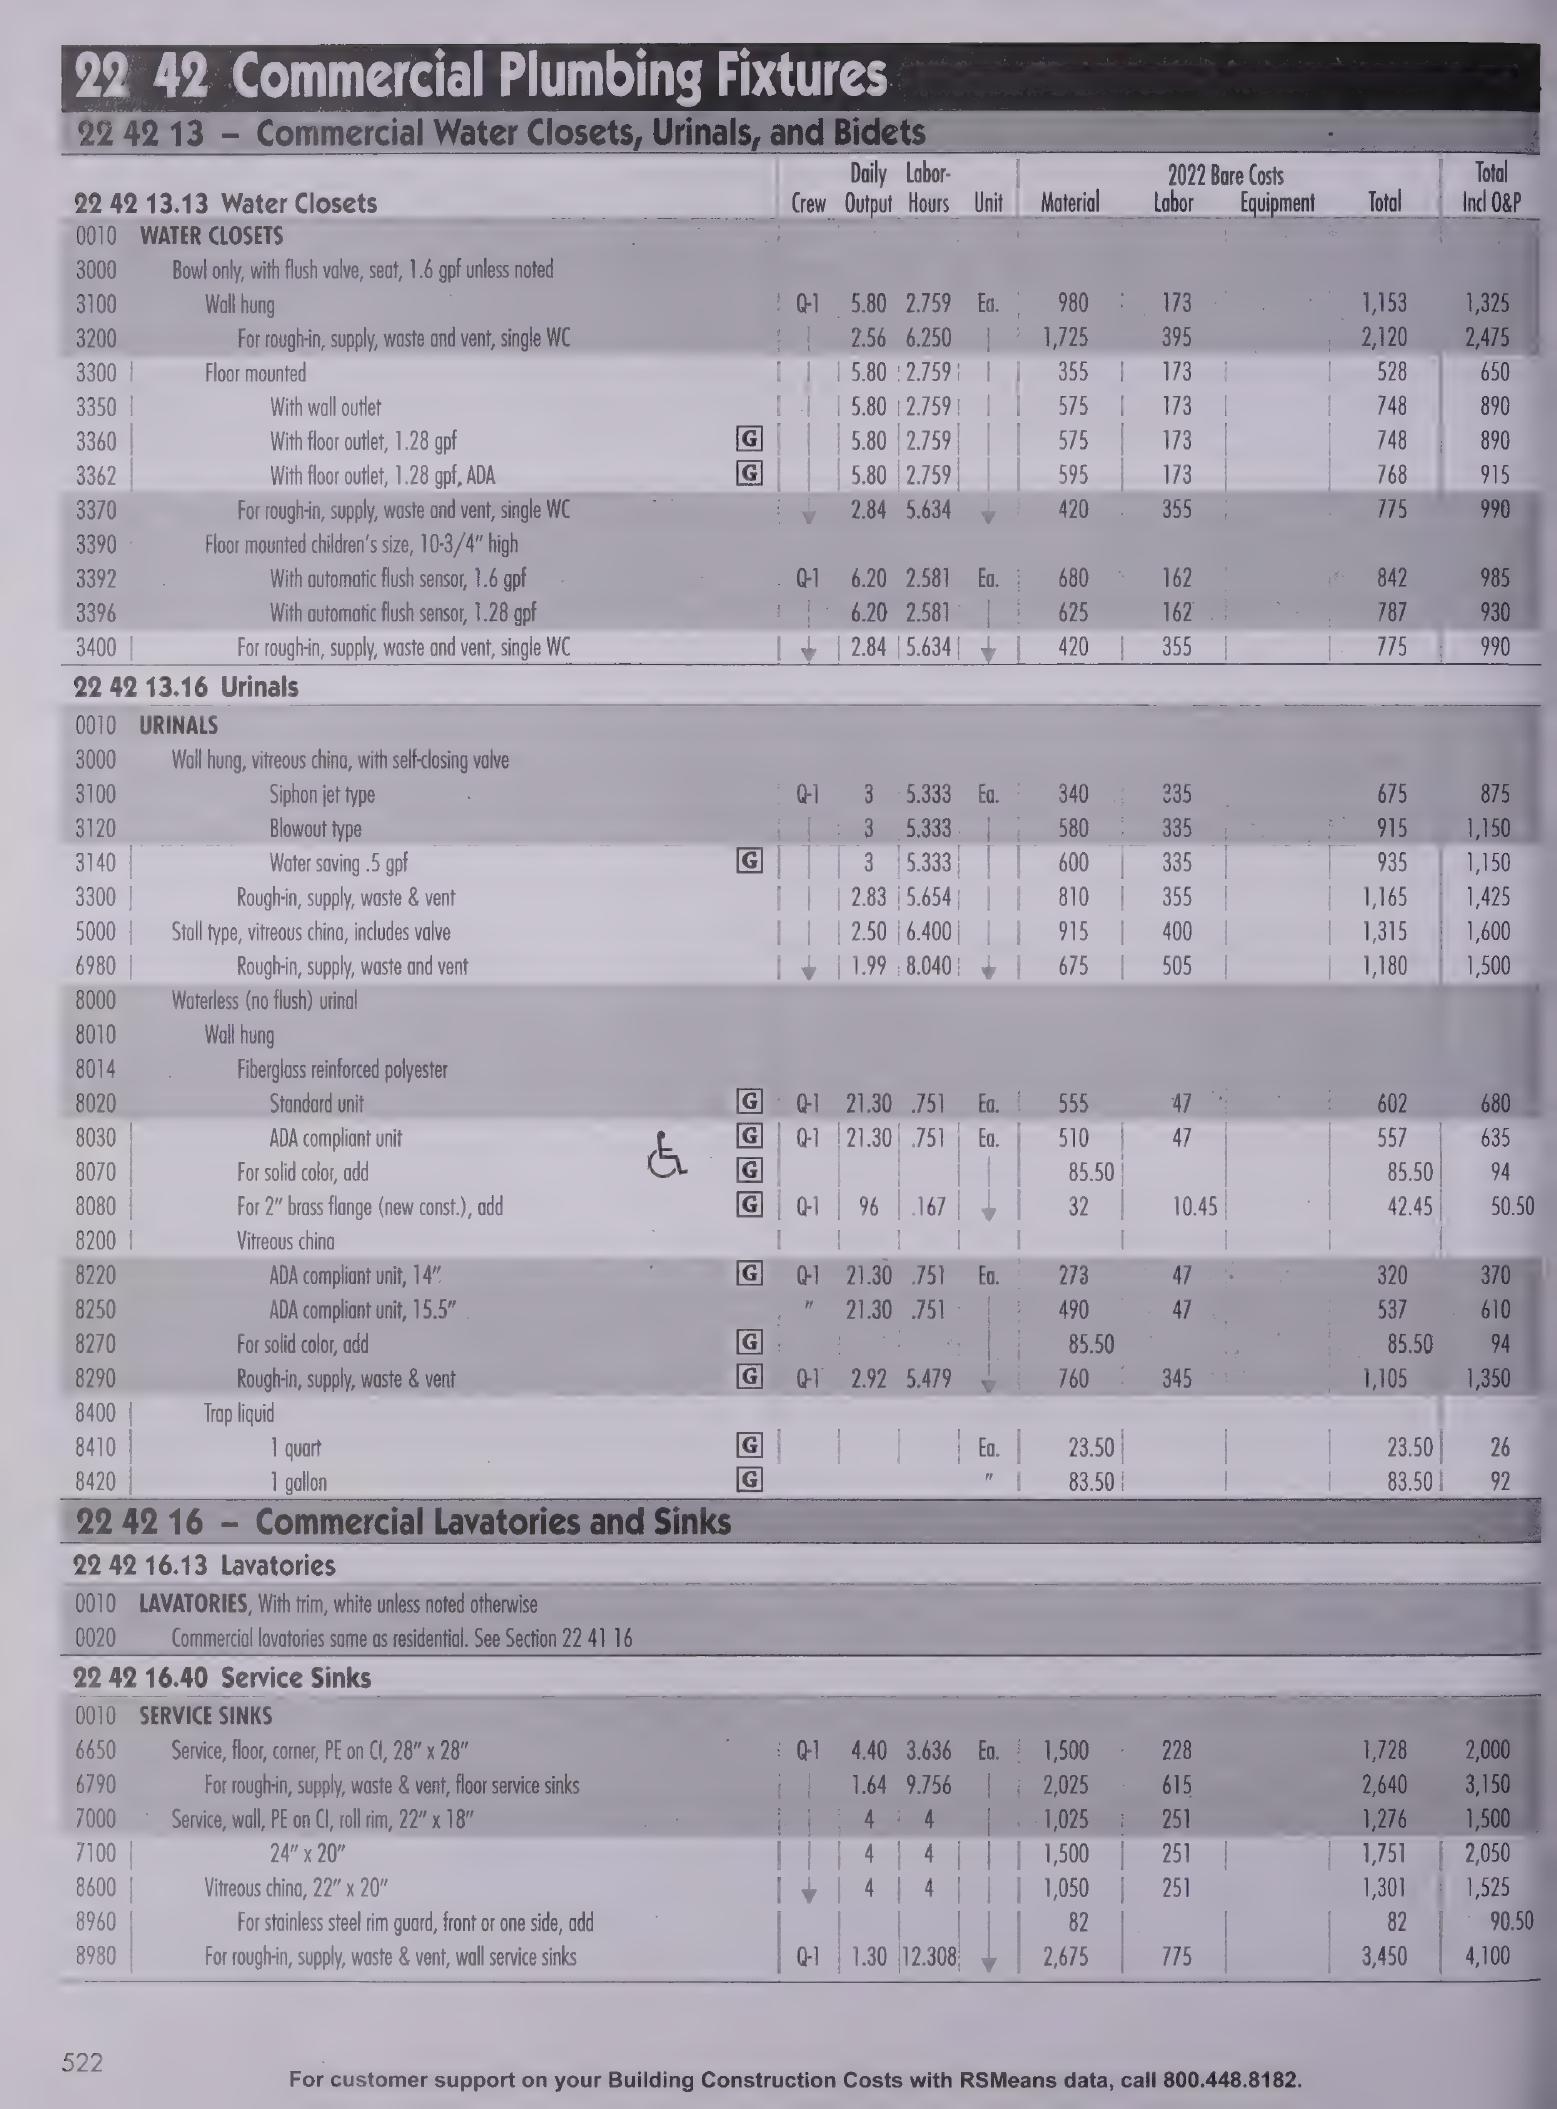 22 42 Commercial Plumbing Fixtures
22 42 13 – Commercial Water Closets, Urinals, and Bidets
Daily Labor- 2022 Bare Costs Total
22 42 13.13 Water Closets Crew Output Hours Unit Material Labor Equipment Total Incl O&P
0010 WATER CLOSETS
3000 Bowl only, with flush valve, seat, 1.6 gpf unless noted
3100 Wall hung Q-1 5.80 2.759 Ea. 980 173 1,153 1,325
3200 For rough-in, supply, waste and vent, single WC 2.56 6.250 1,725 395 2,120 2,475
3300 Floor mounted 5.80 2.759 355 173 528 650
3350 With wall outlet 5.80 2.759 575 173 748 890
3360 With floor outlet, 1.28 gpf G 5.80 2.759 575 173 748 890
3362 With floor outlet, 1.28 gpf, ADA G 5.80 2.759 595 173 768 915
3370 For rough-in, supply, waste and vent, single WC 2.84 5.634 420 355 775 990
3390 Floor mounted children's size, 10-3/4" high
3392 With automatic flush sensor, 1.6 gpf Q-1 6.20 2.581 Ea. 680 162 842 985
3396 With automatic flush sensor, 1.28 gpf 6.20 2.581 625 162 787 930
3400 For rough-in, supply, waste and vent, single WC 2.84 5.634 420 355 775 990
22 42 13.16 Urinals
0010 URINALS
3000 Wall hung, vitreous china, with self-closing valve
3100 Siphon jet type Q-1 3 5.333 Ea. 340 335 675 875
3120 Blowout type 3 5.333 580 335 915 1,150
3140 Water saving .5 gpf G 3 5.333 600 335 935 1,150
3300 Rough-in, supply, waste & vent 2.83 5.654 810 355 1,165 1,425
5000 Stall type, vitreous china, includes valve 2.50 6.400 915 400 1,315 1,600
6980 Rough-in, supply, waste and vent 1.99 8.040 675 505 1,180 1,500
8000 Waterless (no flush) urinal
8010 Wall hung
8014 Fiberglass reinforced polyester
8020 Standard unit G Q-1 21.30 .751 Ea. 555 47 602 680
8030 ADA compliant unit G Q-1 21.30 .751 Ea. 510 47 557 635
8070 For solid color, add G 85.50 85.50 94
8080 For 2" brass flange (new const.), add G Q-1 96 .167 32 10.45 42.45 50.50
8200 Vitreous china
8220 ADA compliant unit, 14" G Q-1 21.30 .751 Ea. 273 47 320 370
8250 ADA compliant unit, 15.5" " 21.30 .751 490 47 537 610
8270 For solid color, add G 85.50 85.50 94
8290 Rough-in, supply, waste & vent G Q-1 2.92 5.479 760 345 1,105 1,350
8400 Trap liquid
8410 1 quart G Ea. 23.50 23.50 26
8420 1 gallon G " 83.50 83.50 92
22 42 16 – Commercial Lavatories and Sinks
22 42 16.13 Lavatories
0010 LAVATORIES, With trim, white unless noted otherwise
0020 Commercial lavatories same as residential. See Section 22 41 16
22 42 16.40 Service Sinks
0010 SERVICE SINKS
6650 Service, floor, corner, PE on CI, 28" x 28" Q-1 4.40 3.636 Ea. 1,500 228 1,728 2,000
6790 For rough-in, supply, waste & vent, floor service sinks 1.64 9.756 2,025 615 2,640 3,150
7000 Service, wall, PE on CI, roll rim, 22" x 18" 4 4 1,025 251 1,276 1,500
7100 24" x 20" 4 4 1,500 251 1,751 2,050
8600 Vitreous china, 22" x 20" 4 4 1,050 251 1,301 1,525
8960 For stainless steel rim guard, front or one side, add 82 82 90.50
8980 For rough-in, supply, waste & vent, wall service sinks Q-1 1.30 12.308 2,675 775 3,450 4,100
522
For customer support on your Building Construction Costs with RSMeans data, call 800.448.8182.